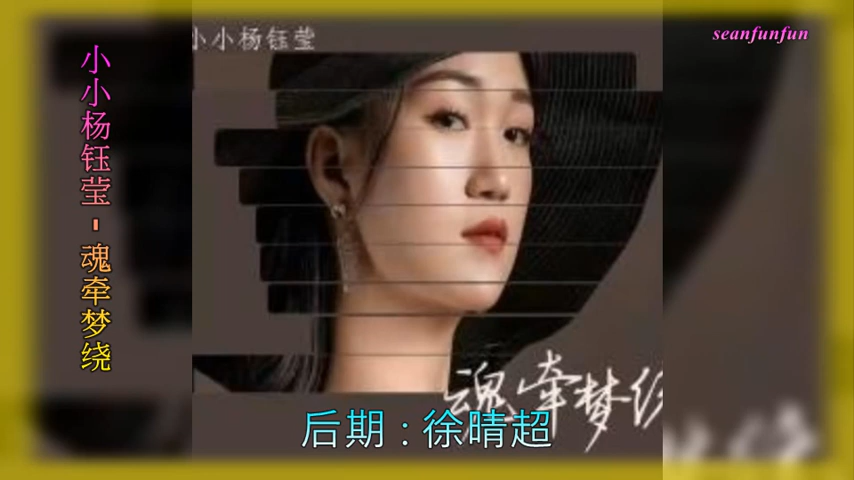 小小杨钰莹
seanfunfun
小小杨钰莹 - 魂牵梦绕
魂牵梦
后期 : 徐晴超